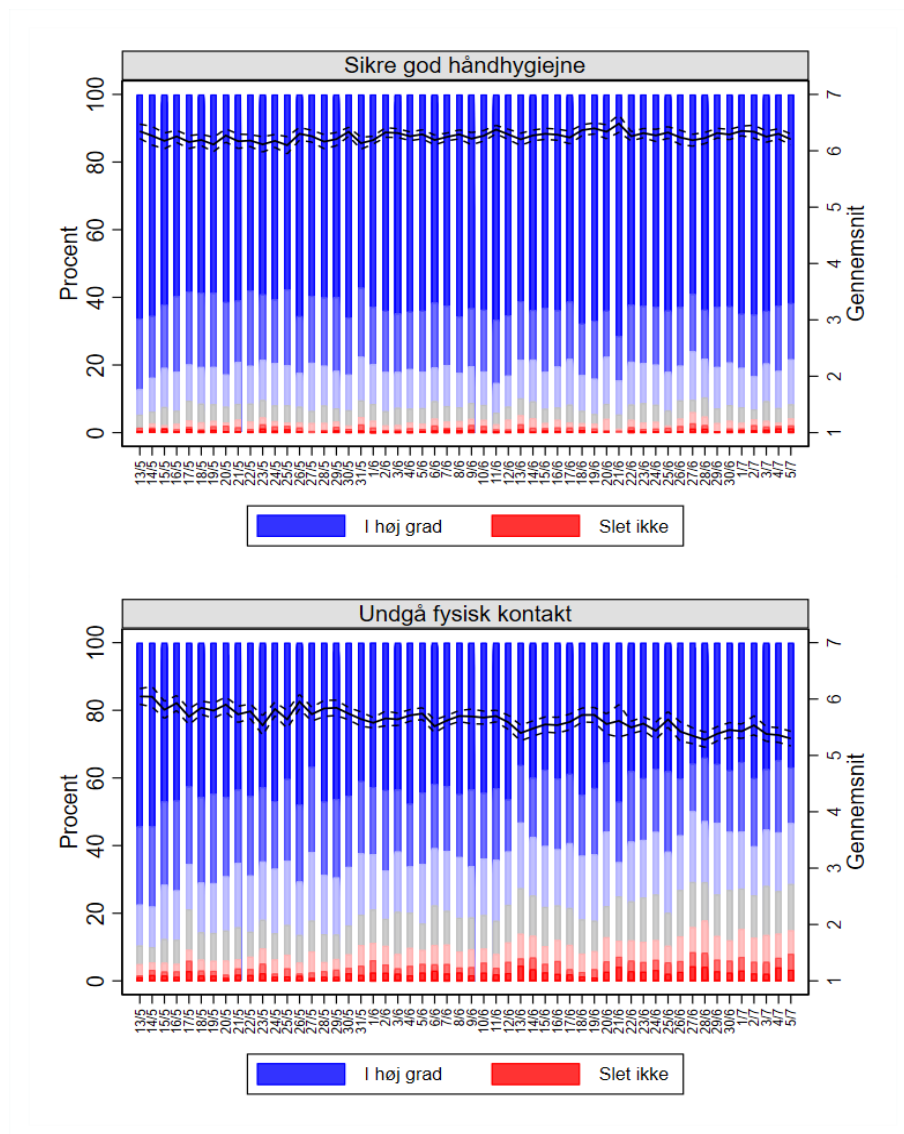 Sikre god håndhygiejne
Procent
100
80
60
40
20
0
7
6
5
4
3
2
1
Gennemsnit
13/5 14/5 15/5 16/5 17/5 18/5 19/5 20/5 21/5 22/5 23/5 24/5 25/5 26/5 27/5 28/5 29/5 30/5 31/5 1/6 2/6 3/6 4/6 5/6 6/6 7/6 8/6 9/6 10/6 11/6 12/6 13/6 14/6 15/6 16/6 17/6 18/6 19/6 20/6 21/6 22/6 23/6 24/6 25/6 26/6 27/6 28/6 29/6 30/6 1/7 2/7 3/7 4/7 5/7
I høj grad Slet ikke
Undgå fysisk kontakt
Procent
100
80
60
40
20
0
7
6
5
4
3
2
1
Gennemsnit
13/5 14/5 15/5 16/5 17/5 18/5 19/5 20/5 21/5 22/5 23/5 24/5 25/5 26/5 27/5 28/5 29/5 30/5 31/5 1/6 2/6 3/6 4/6 5/6 6/6 7/6 8/6 9/6 10/6 11/6 12/6 13/6 14/6 15/6 16/6 17/6 18/6 19/6 20/6 21/6 22/6 23/6 24/6 25/6 26/6 27/6 28/6 29/6 30/6 1/7 2/7 3/7 4/7 5/7
I høj grad Slet ikke